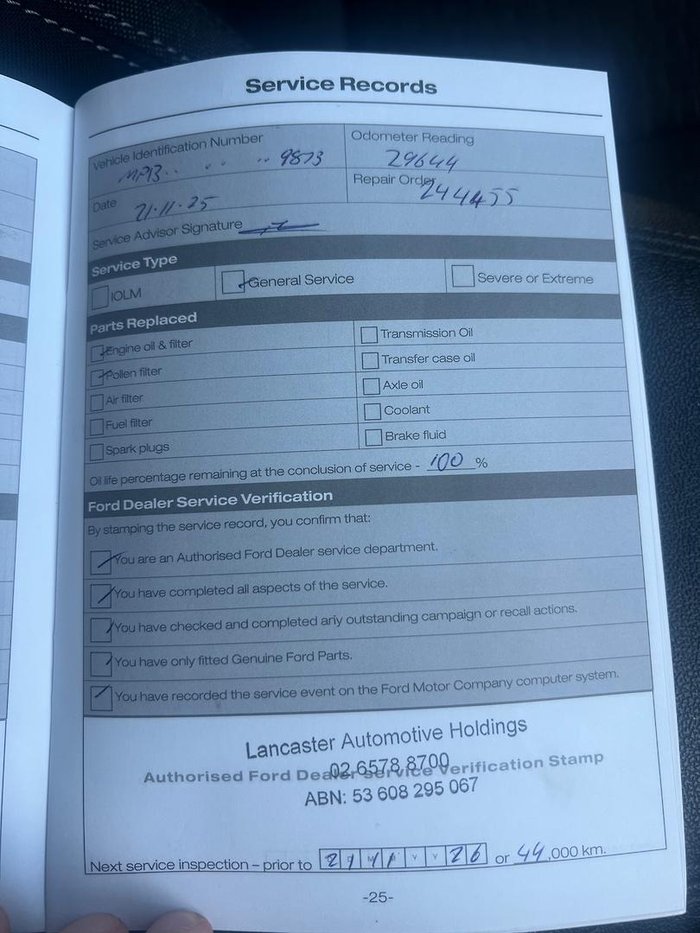 Service Records
Vehicle Identification Number
MPB·· ·· ·· 9873
Odometer Reading
29644
Date 21·11·25
Repair Order 244455
Service Advisor Signature
Service Type
IOLM
General Service
Severe or Extreme
Parts Replaced
Engine oil & filter
Transmission Oil
Pollen filter
Transfer case oil
Air filter
Axle oil
Fuel filter
Coolant
Spark plugs
Brake fluid
Oil life percentage remaining at the conclusion of service - 100 %
Ford Dealer Service Verification
By stamping the service record, you confirm that:
You are an Authorised Ford Dealer service department.
You have completed all aspects of the service.
You have checked and completed any outstanding campaign or recall actions.
You have only fitted Genuine Ford Parts.
You have recorded the service event on the Ford Motor Company computer system.
Lancaster Automotive Holdings
02 6578 8700
Authorised Ford Dealer Service Verification Stamp
ABN: 53 608 295 067
Next service inspection – prior to 21 11 Y Y 26 or 44,000 km.
-25-